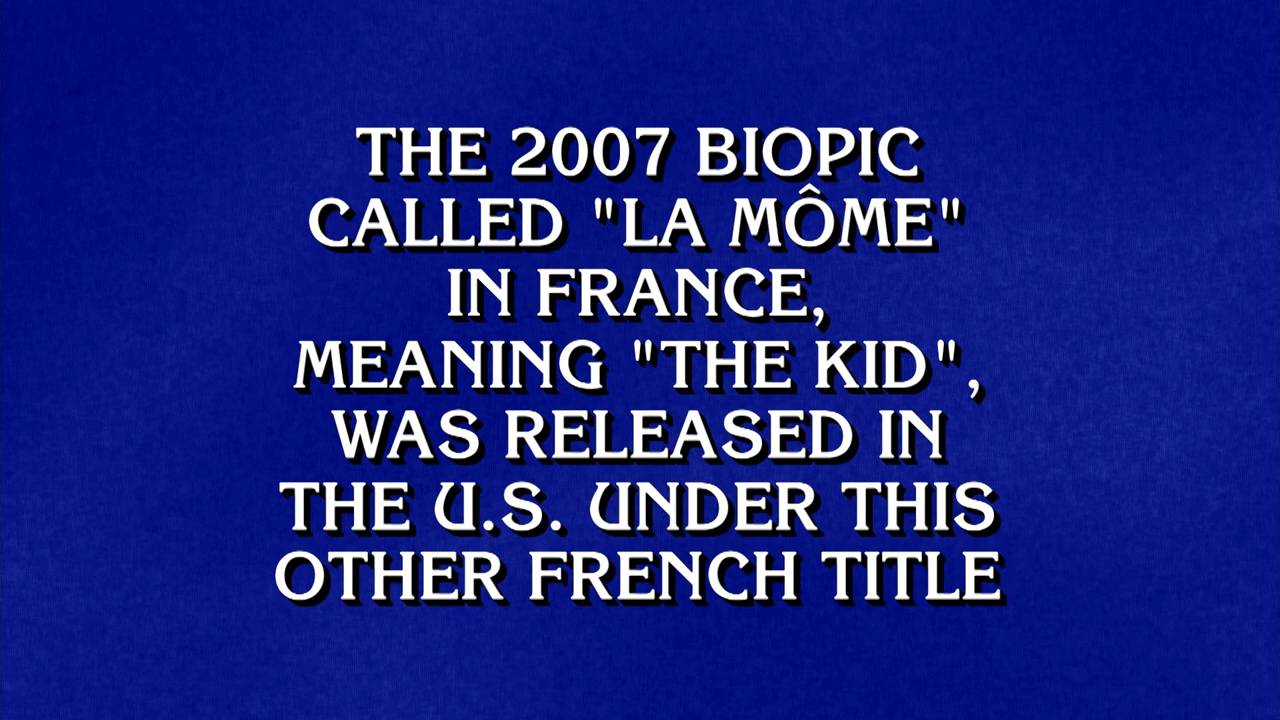 THE 2007 BIOPIC
CALLED "LA MÔME"
IN FRANCE,
MEANING "THE KID",
WAS RELEASED IN
THE U.S. UNDER THIS
OTHER FRENCH TITLE